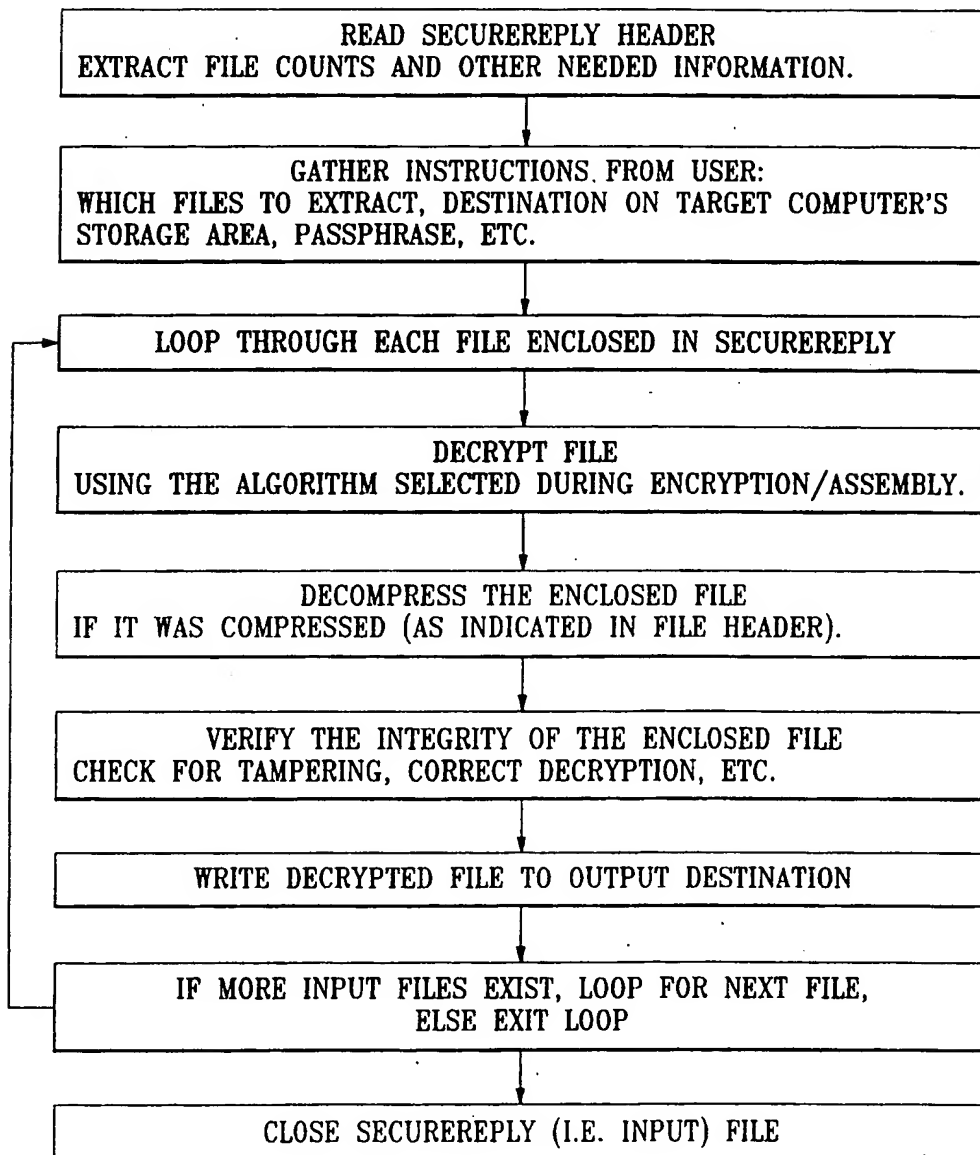 READ SECUREREPLY HEADER
EXTRACT FILE COUNTS AND OTHER NEEDED INFORMATION.
GATHER INSTRUCTIONS FROM USER:
WHICH FILES TO EXTRACT, DESTINATION ON TARGET COMPUTER'S
STORAGE AREA, PASSPHRASE, ETC.
LOOP THROUGH EACH FILE ENCLOSED IN SECUREREPLY
DECRYPT FILE
USING THE ALGORITHM SELECTED DURING ENCRYPTION/ASSEMBLY.
DECOMPRESS THE ENCLOSED FILE
IF IT WAS COMPRESSED (AS INDICATED IN FILE HEADER).
VERIFY THE INTEGRITY OF THE ENCLOSED FILE
CHECK FOR TAMPERING, CORRECT DECRYPTION, ETC.
WRITE DECRYPTED FILE TO OUTPUT DESTINATION
IF MORE INPUT FILES EXIST, LOOP FOR NEXT FILE,
ELSE EXIT LOOP
CLOSE SECUREREPLY (I.E. INPUT) FILE